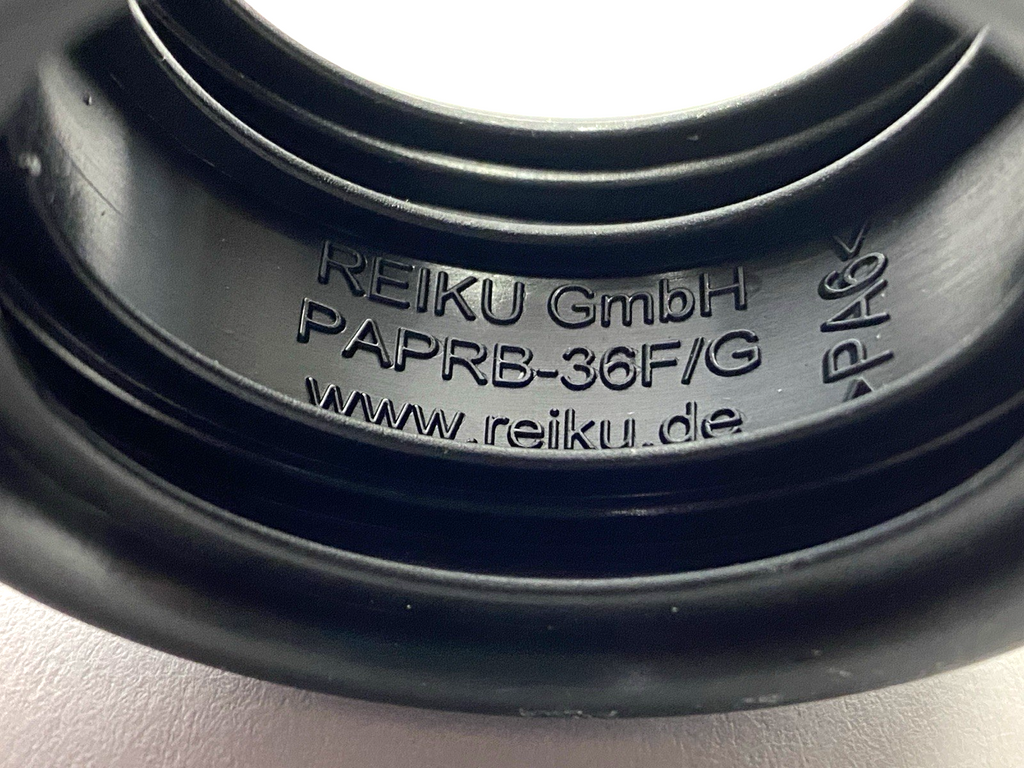 REIKU GmbH
PAPRB-36F/G
www.reiku.de
>PA6<